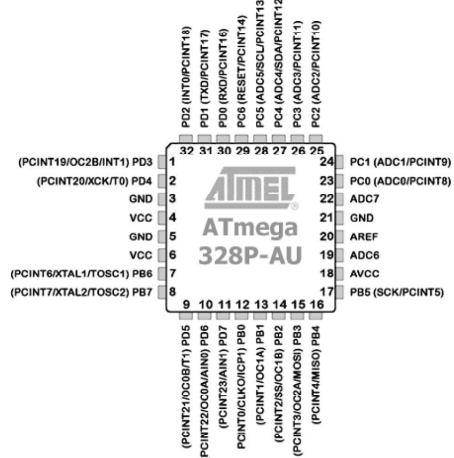 PD2 (INT0/PCINT18)
PD1 (TXD/PCINT17)
PD0 (RXD/PCINT16)
PC6 (RESET/PCINT14)
PC5 (ADC5/SCL/PCINT13
PC4 (ADC4/SDA/PCINT12
PC3 (ADC3/PCINT11)
PC2 (ADC2/PCINT10)
32 31 30 29 28 27 26 25
(PCINT19/OC2B/INT1) PD3 1
(PCINT20/XCK/T0) PD4 2
GND 3
VCC 4
GND 5
VCC 6
(PCINT6/XTAL1/TOSC1) PB6 7
(PCINT7/XTAL2/TOSC2) PB7 8
ATMEL
ATmega
328P-AU
24 PC1 (ADC1/PCINT9)
23 PC0 (ADC0/PCINT8)
22 ADC7
21 GND
20 AREF
19 ADC6
18 AVCC
17 PB5 (SCK/PCINT5)
9 10 11 12 13 14 15 16
(PCINT21/OC0B/T1) PD5
PCINT22/OC0A/AIN0) PD6
(PCINT23/AIN1) PD7
PCINT0/CLKO/ICP1) PB0
(PCINT1/OC1A) PB1
(PCINT2/SS/OC1B) PB2
(PCINT3/OC2A/MOSI) PB3
(PCINT4/MISO) PB4